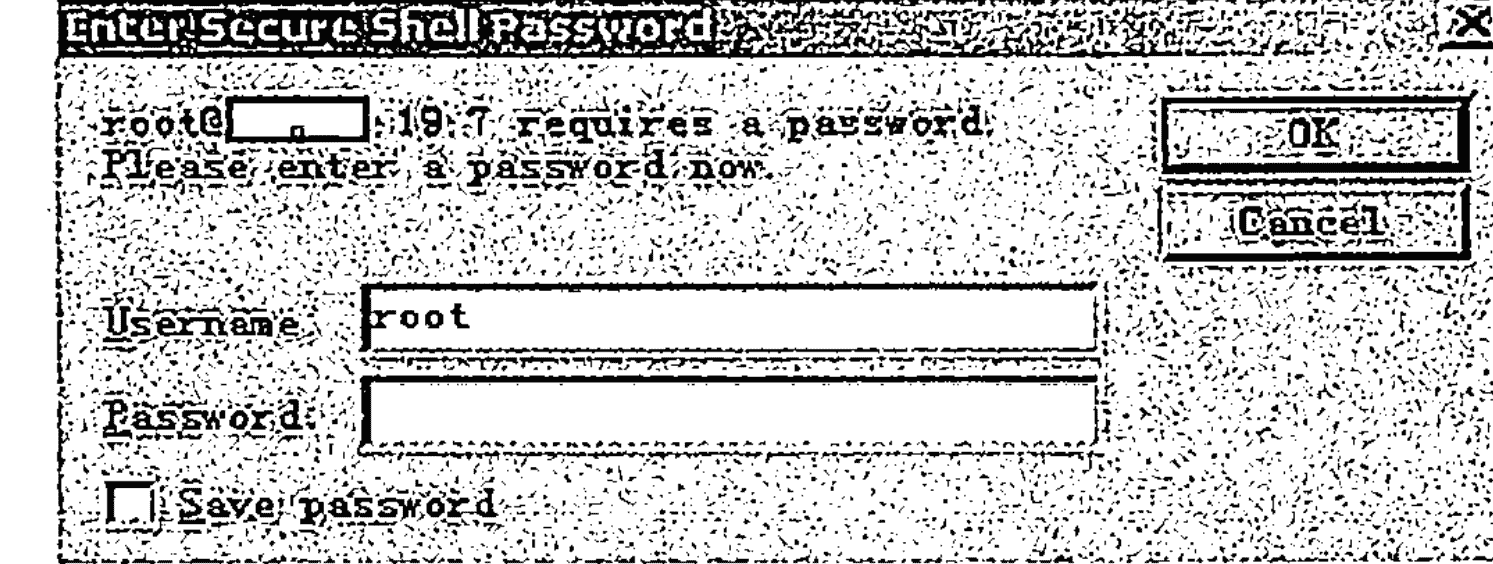 Enter Secure Shell Password
root@ .19.7 requires a password.
Please enter a password now.
OK
Cancel
Username
root
Password:
Save password